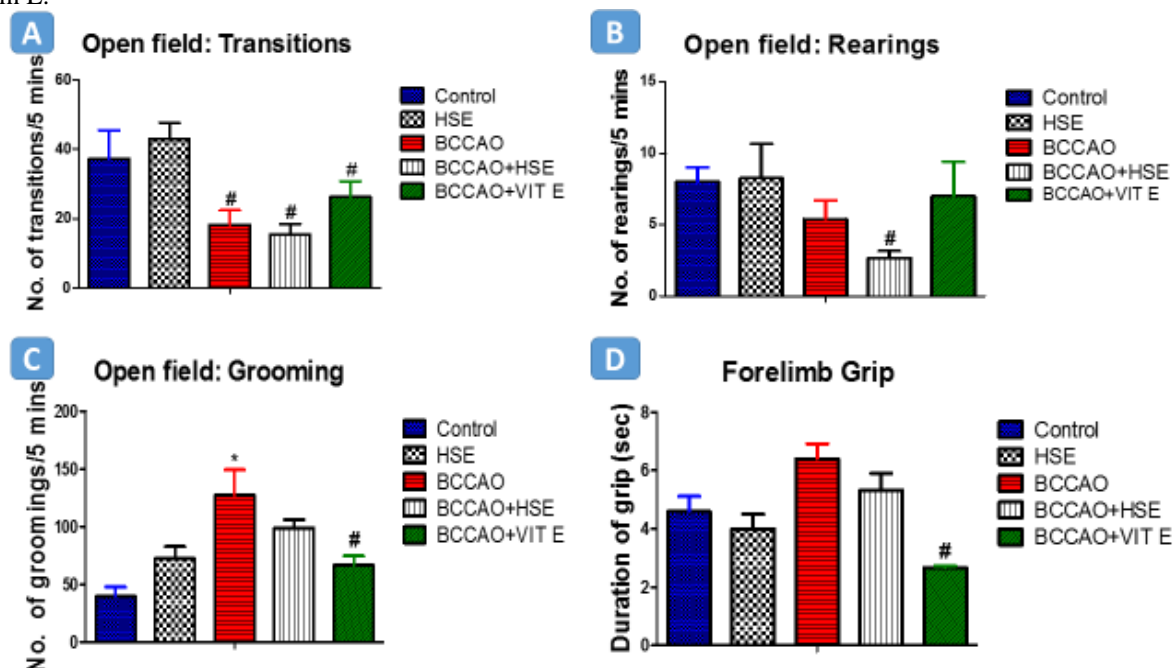 A
Open field: Transitions
No. of transitions/5 mins
60
40
20
0
#
#
#
Control
HSE
BCCAO
BCCAO+HSE
BCCAO+VIT E
B
Open field: Rearings
No. of rearings/5 mins
15
10
5
0
#
Control
HSE
BCCAO
BCCAO+HSE
BCCAO+VIT E
C
Open field: Grooming
No. of groomings/5 mins
200
150
100
50
0
*
#
Control
HSE
BCCAO
BCCAO+HSE
BCCAO+VIT E
D
Forelimb Grip
Duration of grip (sec)
8
6
4
2
0
#
Control
HSE
BCCAO
BCCAO+HSE
BCCAO+VIT E